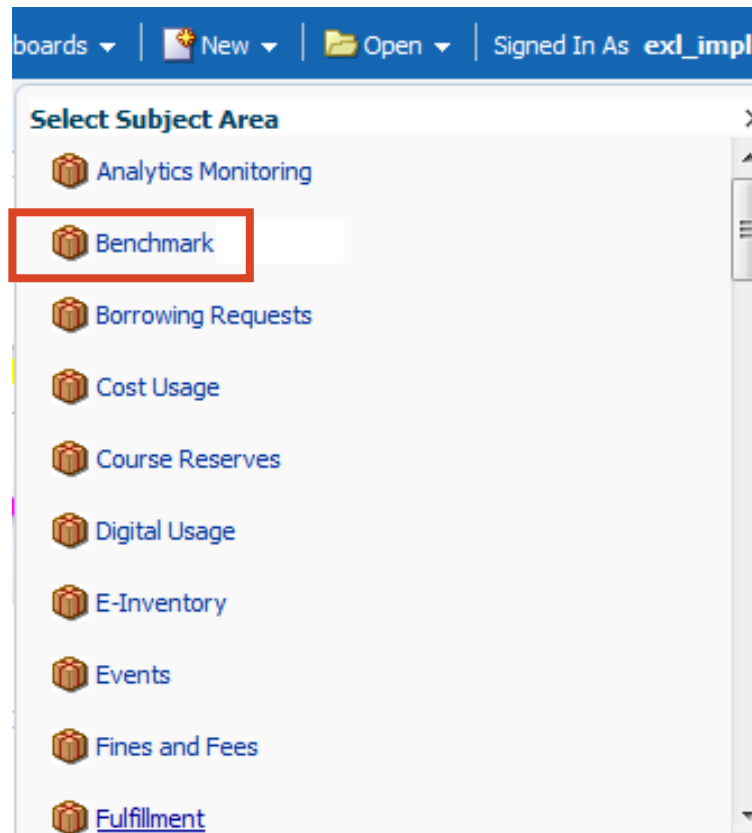 boards New Open Signed In As exl_impl
Select Subject Area
Analytics Monitoring
Benchmark
Borrowing Requests
Cost Usage
Course Reserves
Digital Usage
E-Inventory
Events
Fines and Fees
Fulfillment